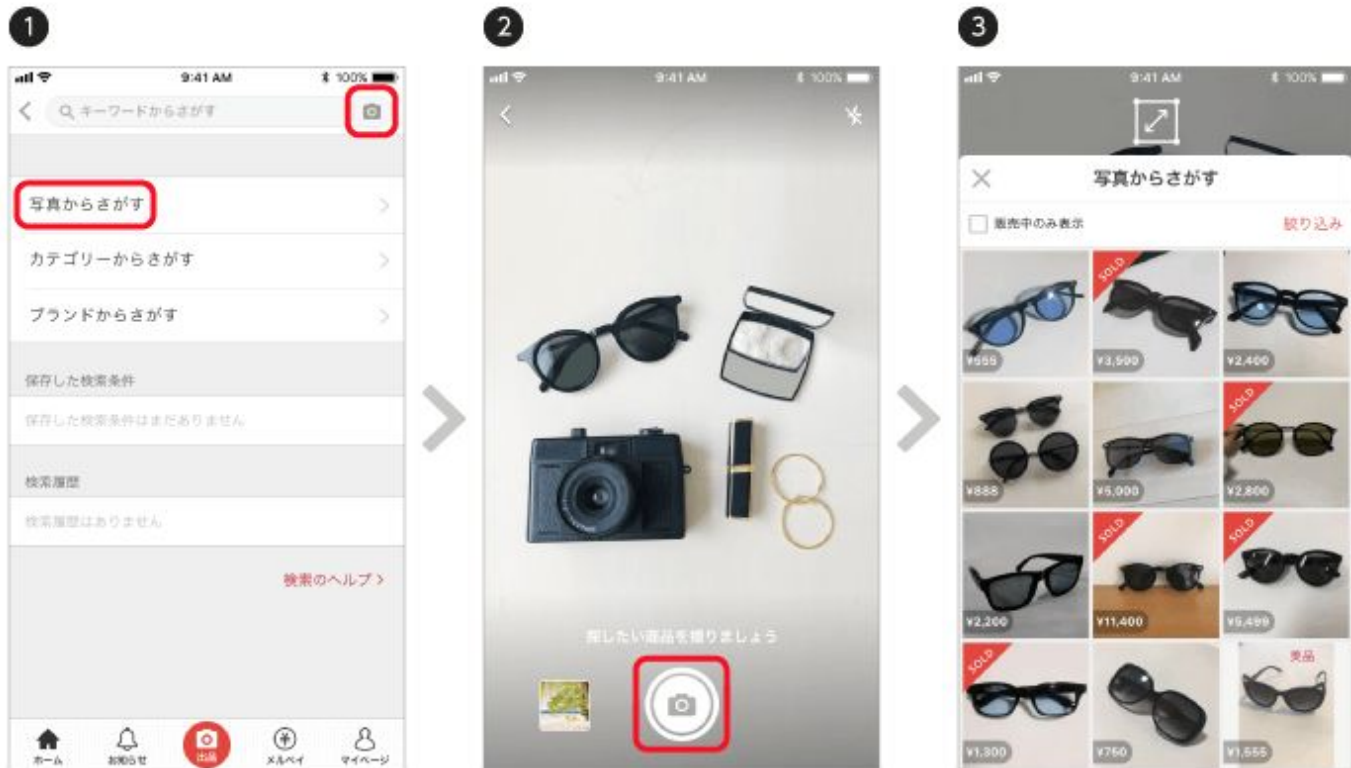 1
9:41 AM
100%
キーワードからさがす
写真からさがす
カテゴリーからさがす
ブランドからさがす
保存した検索条件
保存した検索条件はまだありません
検索履歴
検索履歴はありません
検索のヘルプ
ホーム
お知らせ
出品
メルペイ
マイページ
2
9:41 AM
100%
探したい商品を撮りましょう
3
9:41 AM
100%
写真からさがす
販売中のみ表示
絞り込み
¥555
SOLD
¥3,500
¥2,400
¥888
¥5,000
SOLD
¥2,800
¥2,200
SOLD
¥11,400
SOLD
¥5,499
SOLD
¥1,300
¥750
美品
¥1,555